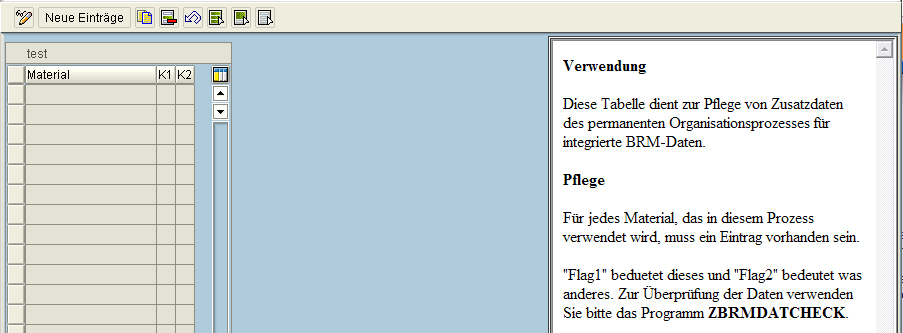 Neue Einträge
test
Material K1 K2
Verwendung
Diese Tabelle dient zur Pflege von Zusatzdaten
des permanenten Organisationsprozesses für
integrierte BRM-Daten.
Pflege
Für jedes Material, das in diesem Prozess
verwendet wird, muss ein Eintrag vorhanden sein.
"Flag1" beduetet dieses und "Flag2" bedeutet was
anderes. Zur Überprüfung der Daten verwenden
Sie bitte das Programm ZBRMDATCHECK.